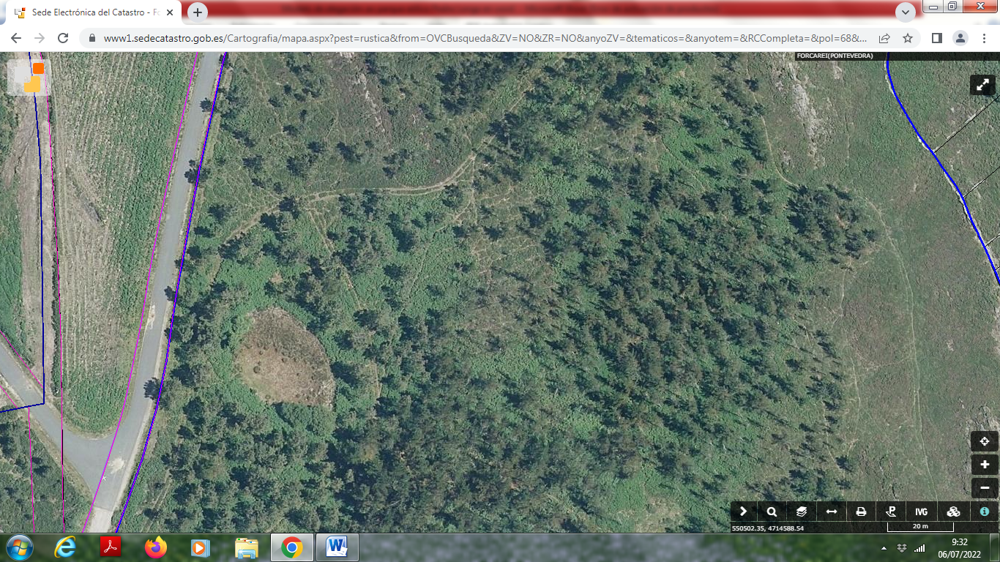 Sede Electrónica del Catastro - Fo
www1.sedecatastro.gob.es/Cartografia/mapa.aspx?pest=rustica&from=OVCBusqueda&ZV=NO&ZR=NO&anyoZV=&tematicos=&anyotem=&RCCompleta=&pol=68&...
FORCAREI(PONTEVEDRA)
IVG
550502.35, 4714588.54
20 m
9:32
06/07/2022